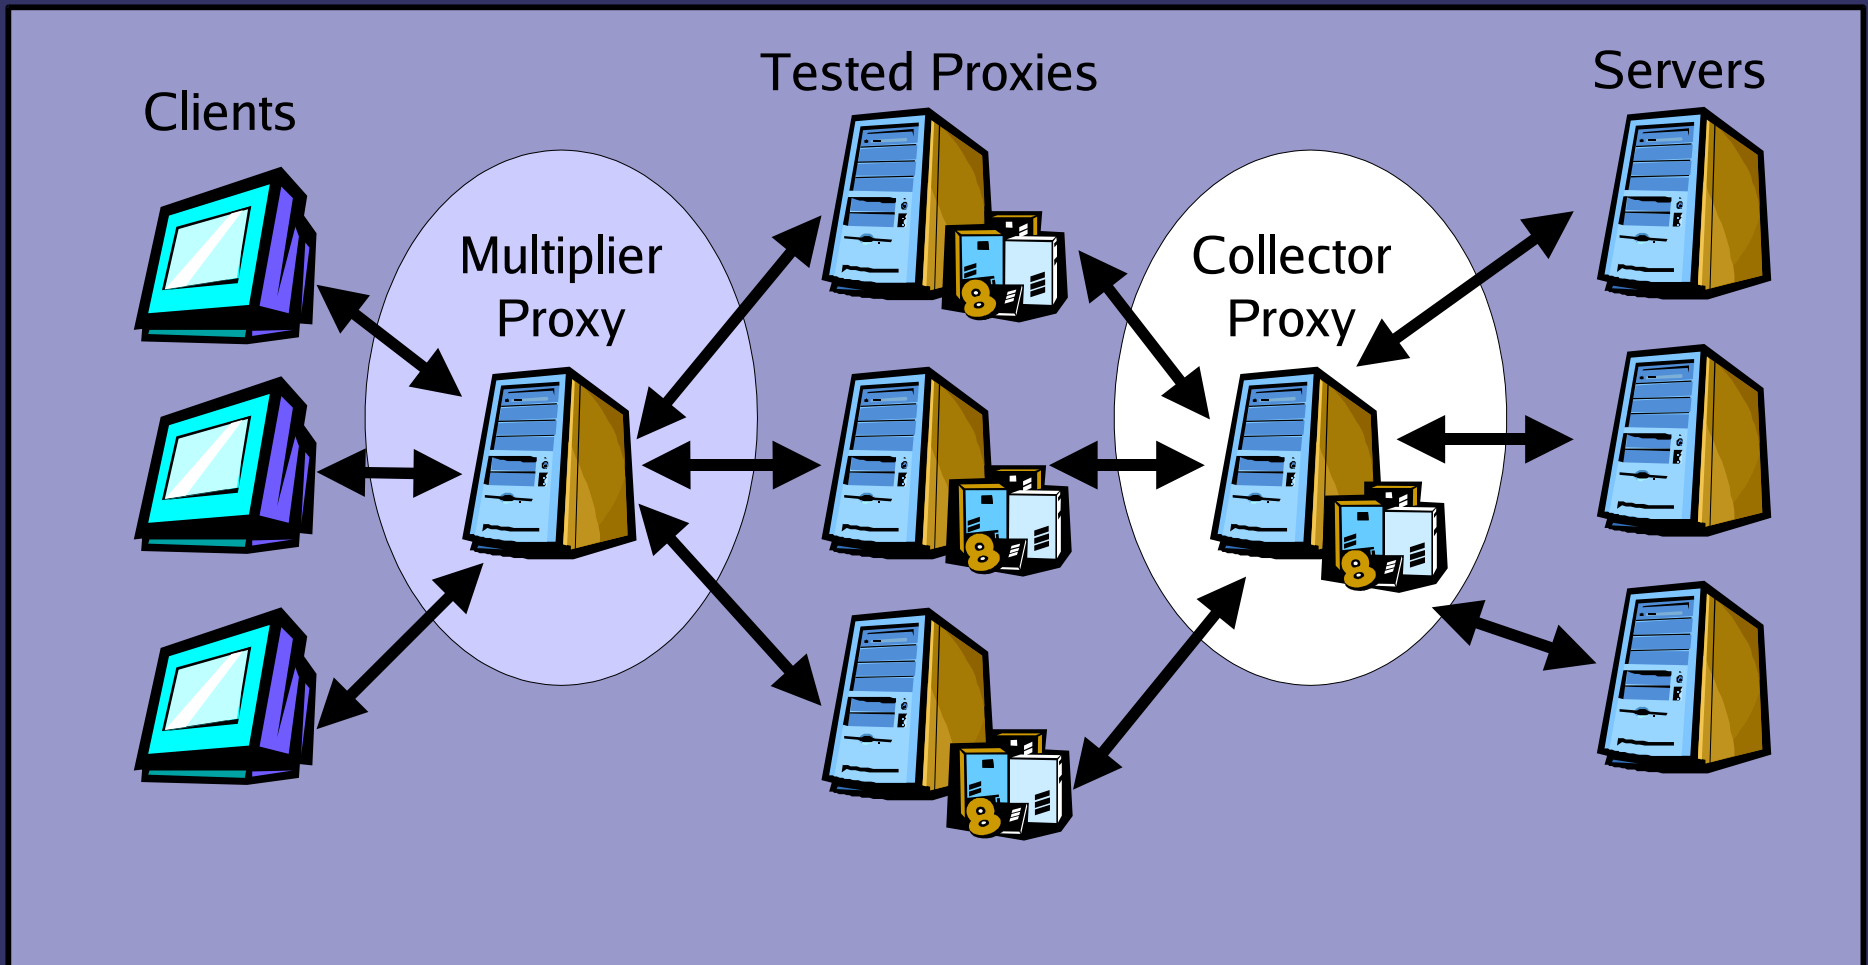 Clients
Tested Proxies
Servers
Multiplier
Proxy
Collector
Proxy